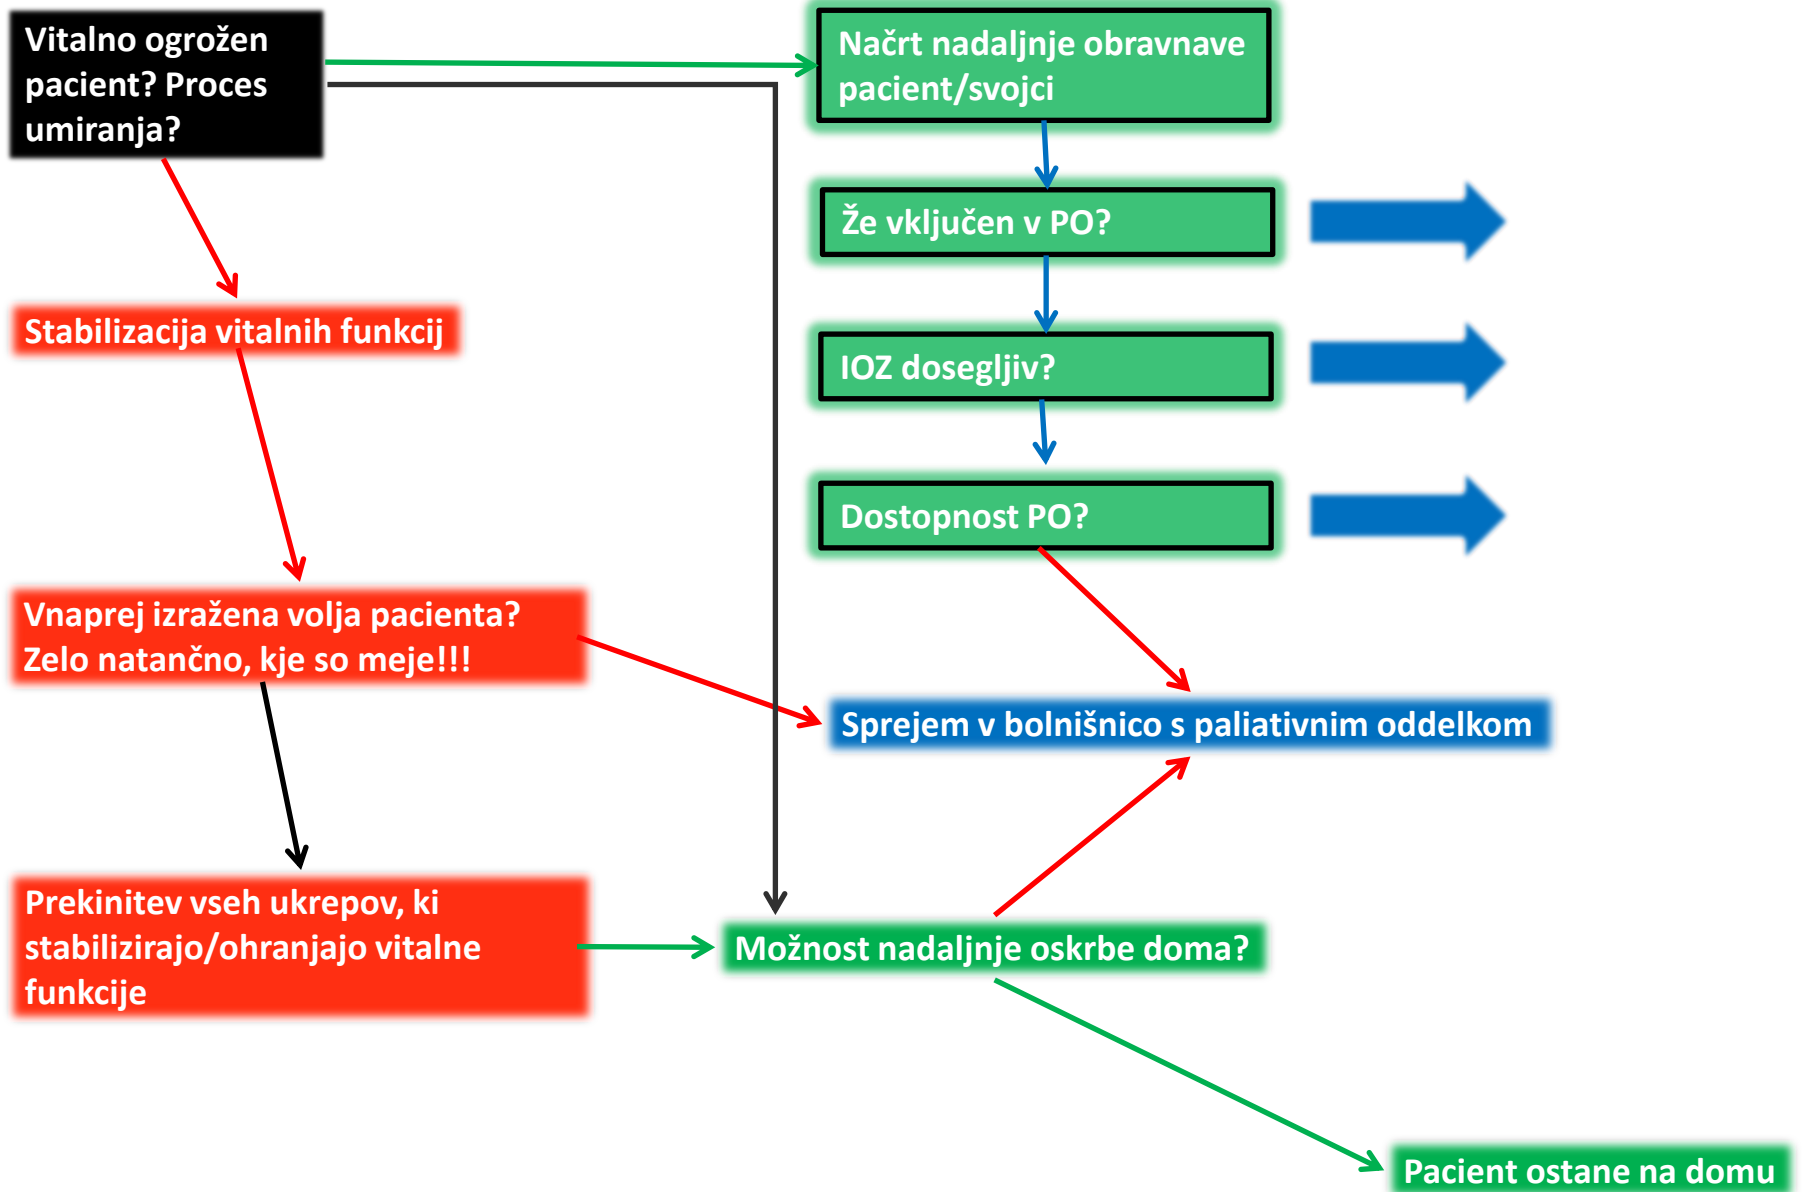 Vitalno ogrožen
pacient? Proces
umiranja?
Načrt nadaljnje obravnave
pacient/svojci
Že vključen v PO?
IOZ dosegljiv?
Dostopnost PO?
Stabilizacija vitalnih funkcij
Vnaprej izražena volja pacienta?
Zelo natančno, kje so meje!!!
Sprejem v bolnišnico s paliativnim oddelkom
Prekinitev vseh ukrepov, ki
stabilizirajo/ohranjajo vitalne
funkcije
Možnost nadaljnje oskrbe doma?
Pacient ostane na domu